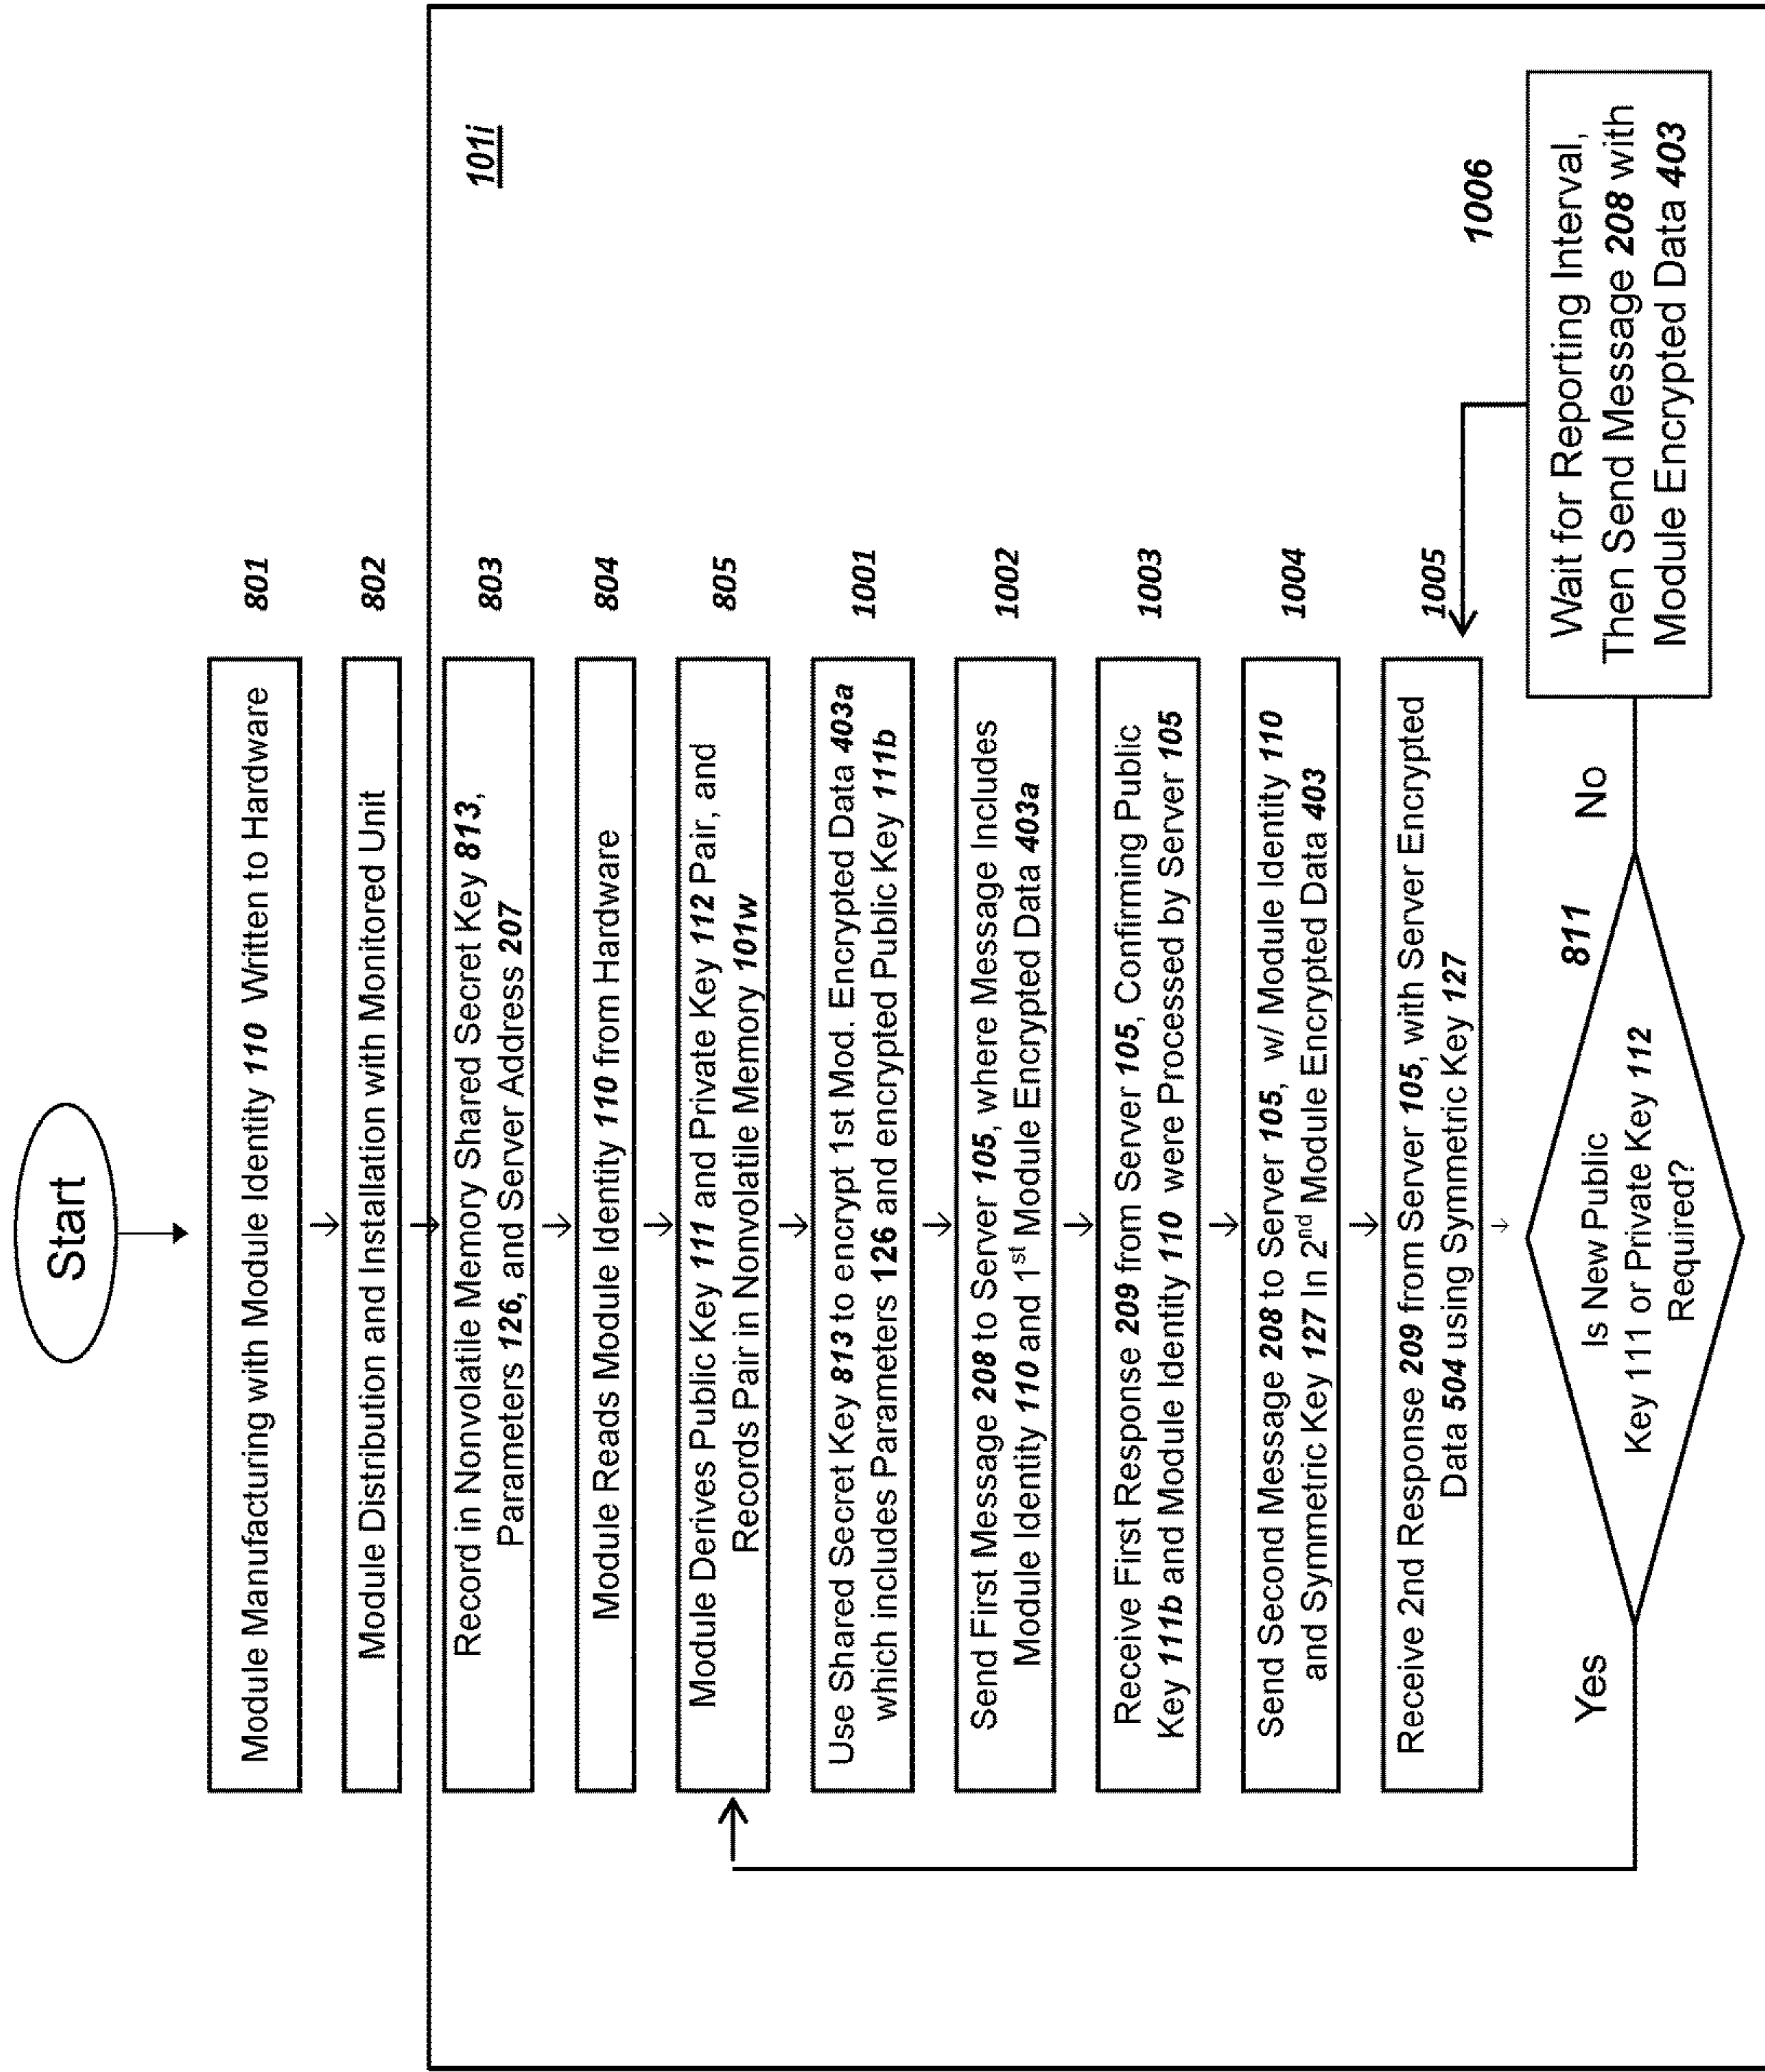 Start
Module Manufacturing with Module Identity 110 Written to Hardware
801
Module Distribution and Installation with Monitored Unit
802
101i
Record in Nonvolatile Memory Shared Secret Key 813,
Parameters 126, and Server Address 207
803
Module Reads Module Identity 110 from Hardware
804
Module Derives Public Key 111 and Private Key 112 Pair, and
Records Pair in Nonvolatile Memory 101w
805
Use Shared Secret Key 813 to encrypt 1st Mod. Encrypted Data 403a
which includes Parameters 126 and encrypted Public Key 111b
1001
Send First Message 208 to Server 105, where Message Includes
Module Identity 110 and 1st Module Encrypted Data 403a
1002
Receive First Response 209 from Server 105, Confirming Public
Key 111b and Module Identity 110 were Processed by Server 105
1003
Send Second Message 208 to Server 105, w/ Module Identity 110
and Symmetric Key 127 In 2nd Module Encrypted Data 403
1004
Receive 2nd Response 209 from Server 105, with Server Encrypted
Data 504 using Symmetric Key 127
1005
Is New Public
Key 111 or Private Key 112
Required?
811
Yes
No
1006
Wait for Reporting Interval,
Then Send Message 208 with
Module Encrypted Data 403